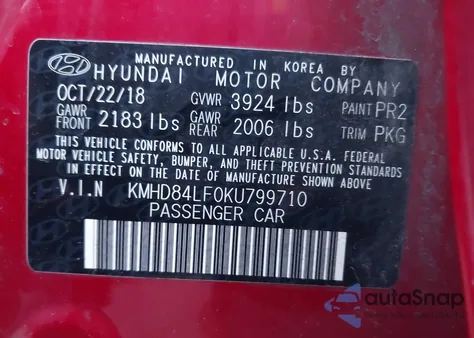 MANUFACTURED IN KOREA BY
HYUNDAI MOTOR COMPANY
OCT/22/18 GVWR 3924 lbs PAINT PR2
GAWR FRONT 2183 lbs GAWR REAR 2006 lbs TRIM PKG
THIS VEHICLE CONFORMS TO ALL APPLICABLE U.S.A. FEDERAL
MOTOR VEHICLE SAFETY, BUMPER, AND THEFT PREVENTION STANDARDS
IN EFFECT ON THE DATE OF MANUFACTURE SHOWN ABOVE.
V.I.N KMHD84LF0KU799710
PASSENGER CAR
autoSnap